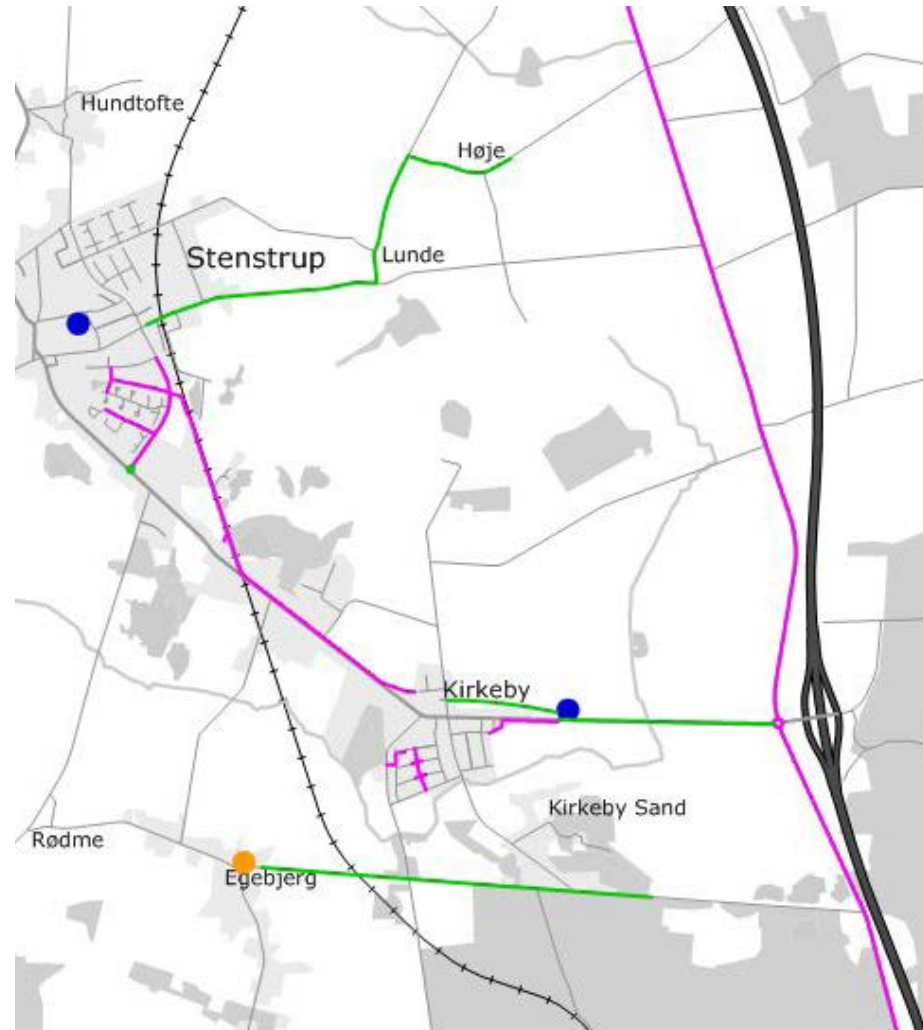 Hundtofte
Høje
Stenstrup
Lunde
Kirkeby
Kirkeby Sand
Rødme
Egebjerg